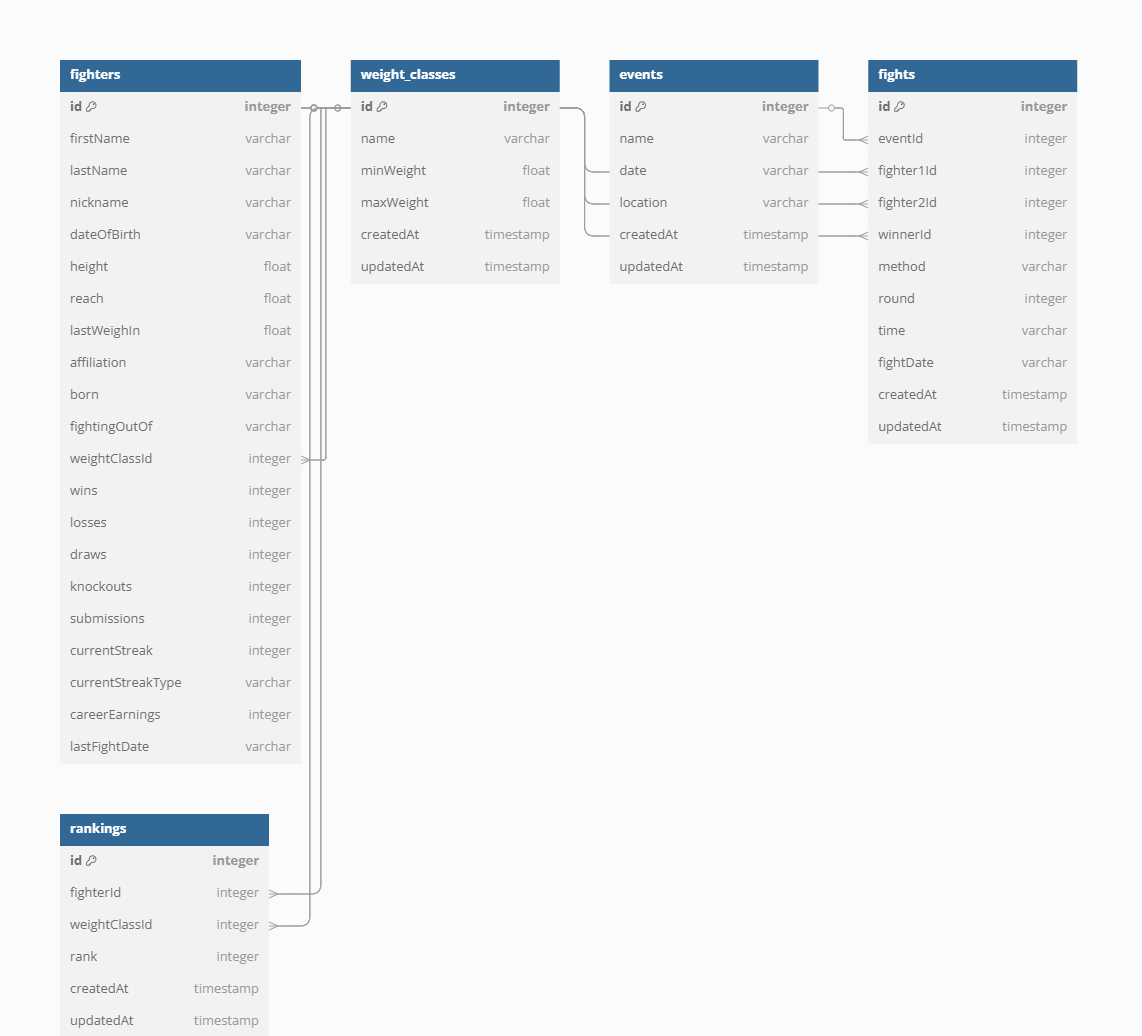 fighters
id integer
firstName varchar
lastName varchar
nickname varchar
dateOfBirth varchar
height float
reach float
lastWeighIn float
affiliation varchar
born varchar
fightingOutOf varchar
weightClassId integer
wins integer
losses integer
draws integer
knockouts integer
submissions integer
currentStreak integer
currentStreakType varchar
careerEarnings integer
lastFightDate varchar
weight_classes
id integer
name varchar
minWeight float
maxWeight float
createdAt timestamp
updatedAt timestamp
events
id integer
name varchar
date varchar
location varchar
createdAt timestamp
updatedAt timestamp
fights
id integer
eventId integer
fighter1Id integer
fighter2Id integer
winnerId integer
method varchar
round integer
time varchar
fightDate varchar
createdAt timestamp
updatedAt timestamp
rankings
id integer
fighterId integer
weightClassId integer
rank integer
createdAt timestamp
updatedAt timestamp